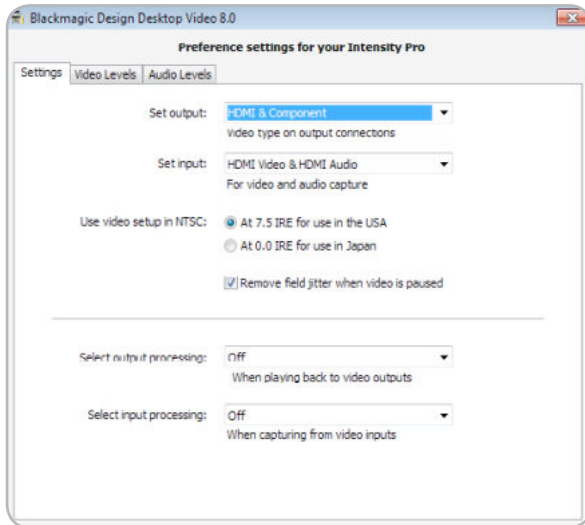 Blackmagic Design Desktop Video 8.0
Preference settings for your Intensity Pro
Settings Video Levels Audio Levels
Set output: HDMI & Component
Video type on output connections
Set input: HDMI Video & HDMI Audio
For video and audio capture
Use video setup in NTSC: At 7.5 IRE for use in the USA
At 0.0 IRE for use in Japan
Remove field jitter when video is paused
Select output processing: Off
When playing back to video outputs
Select input processing: Off
When capturing from video inputs